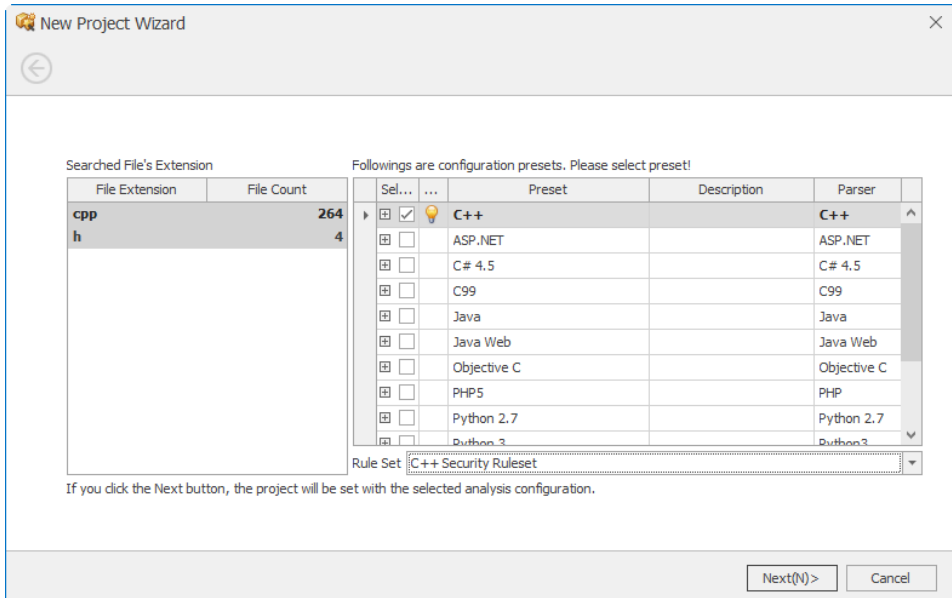 New Project Wizard
Searched File's Extension
Followings are configuration presets. Please select preset!
File Extension File Count
cpp 264
h 4
Sel... ... Preset Description Parser
C++ C++
ASP.NET ASP.NET
C# 4.5 C# 4.5
C99 C99
Java Java
Java Web Java Web
Objective C Objective C
PHP5 PHP
Python 2.7 Python 2.7
Python 3 Python3
Rule Set C++ Security Ruleset
If you click the Next button, the project will be set with the selected analysis configuration.
Next(N)> Cancel